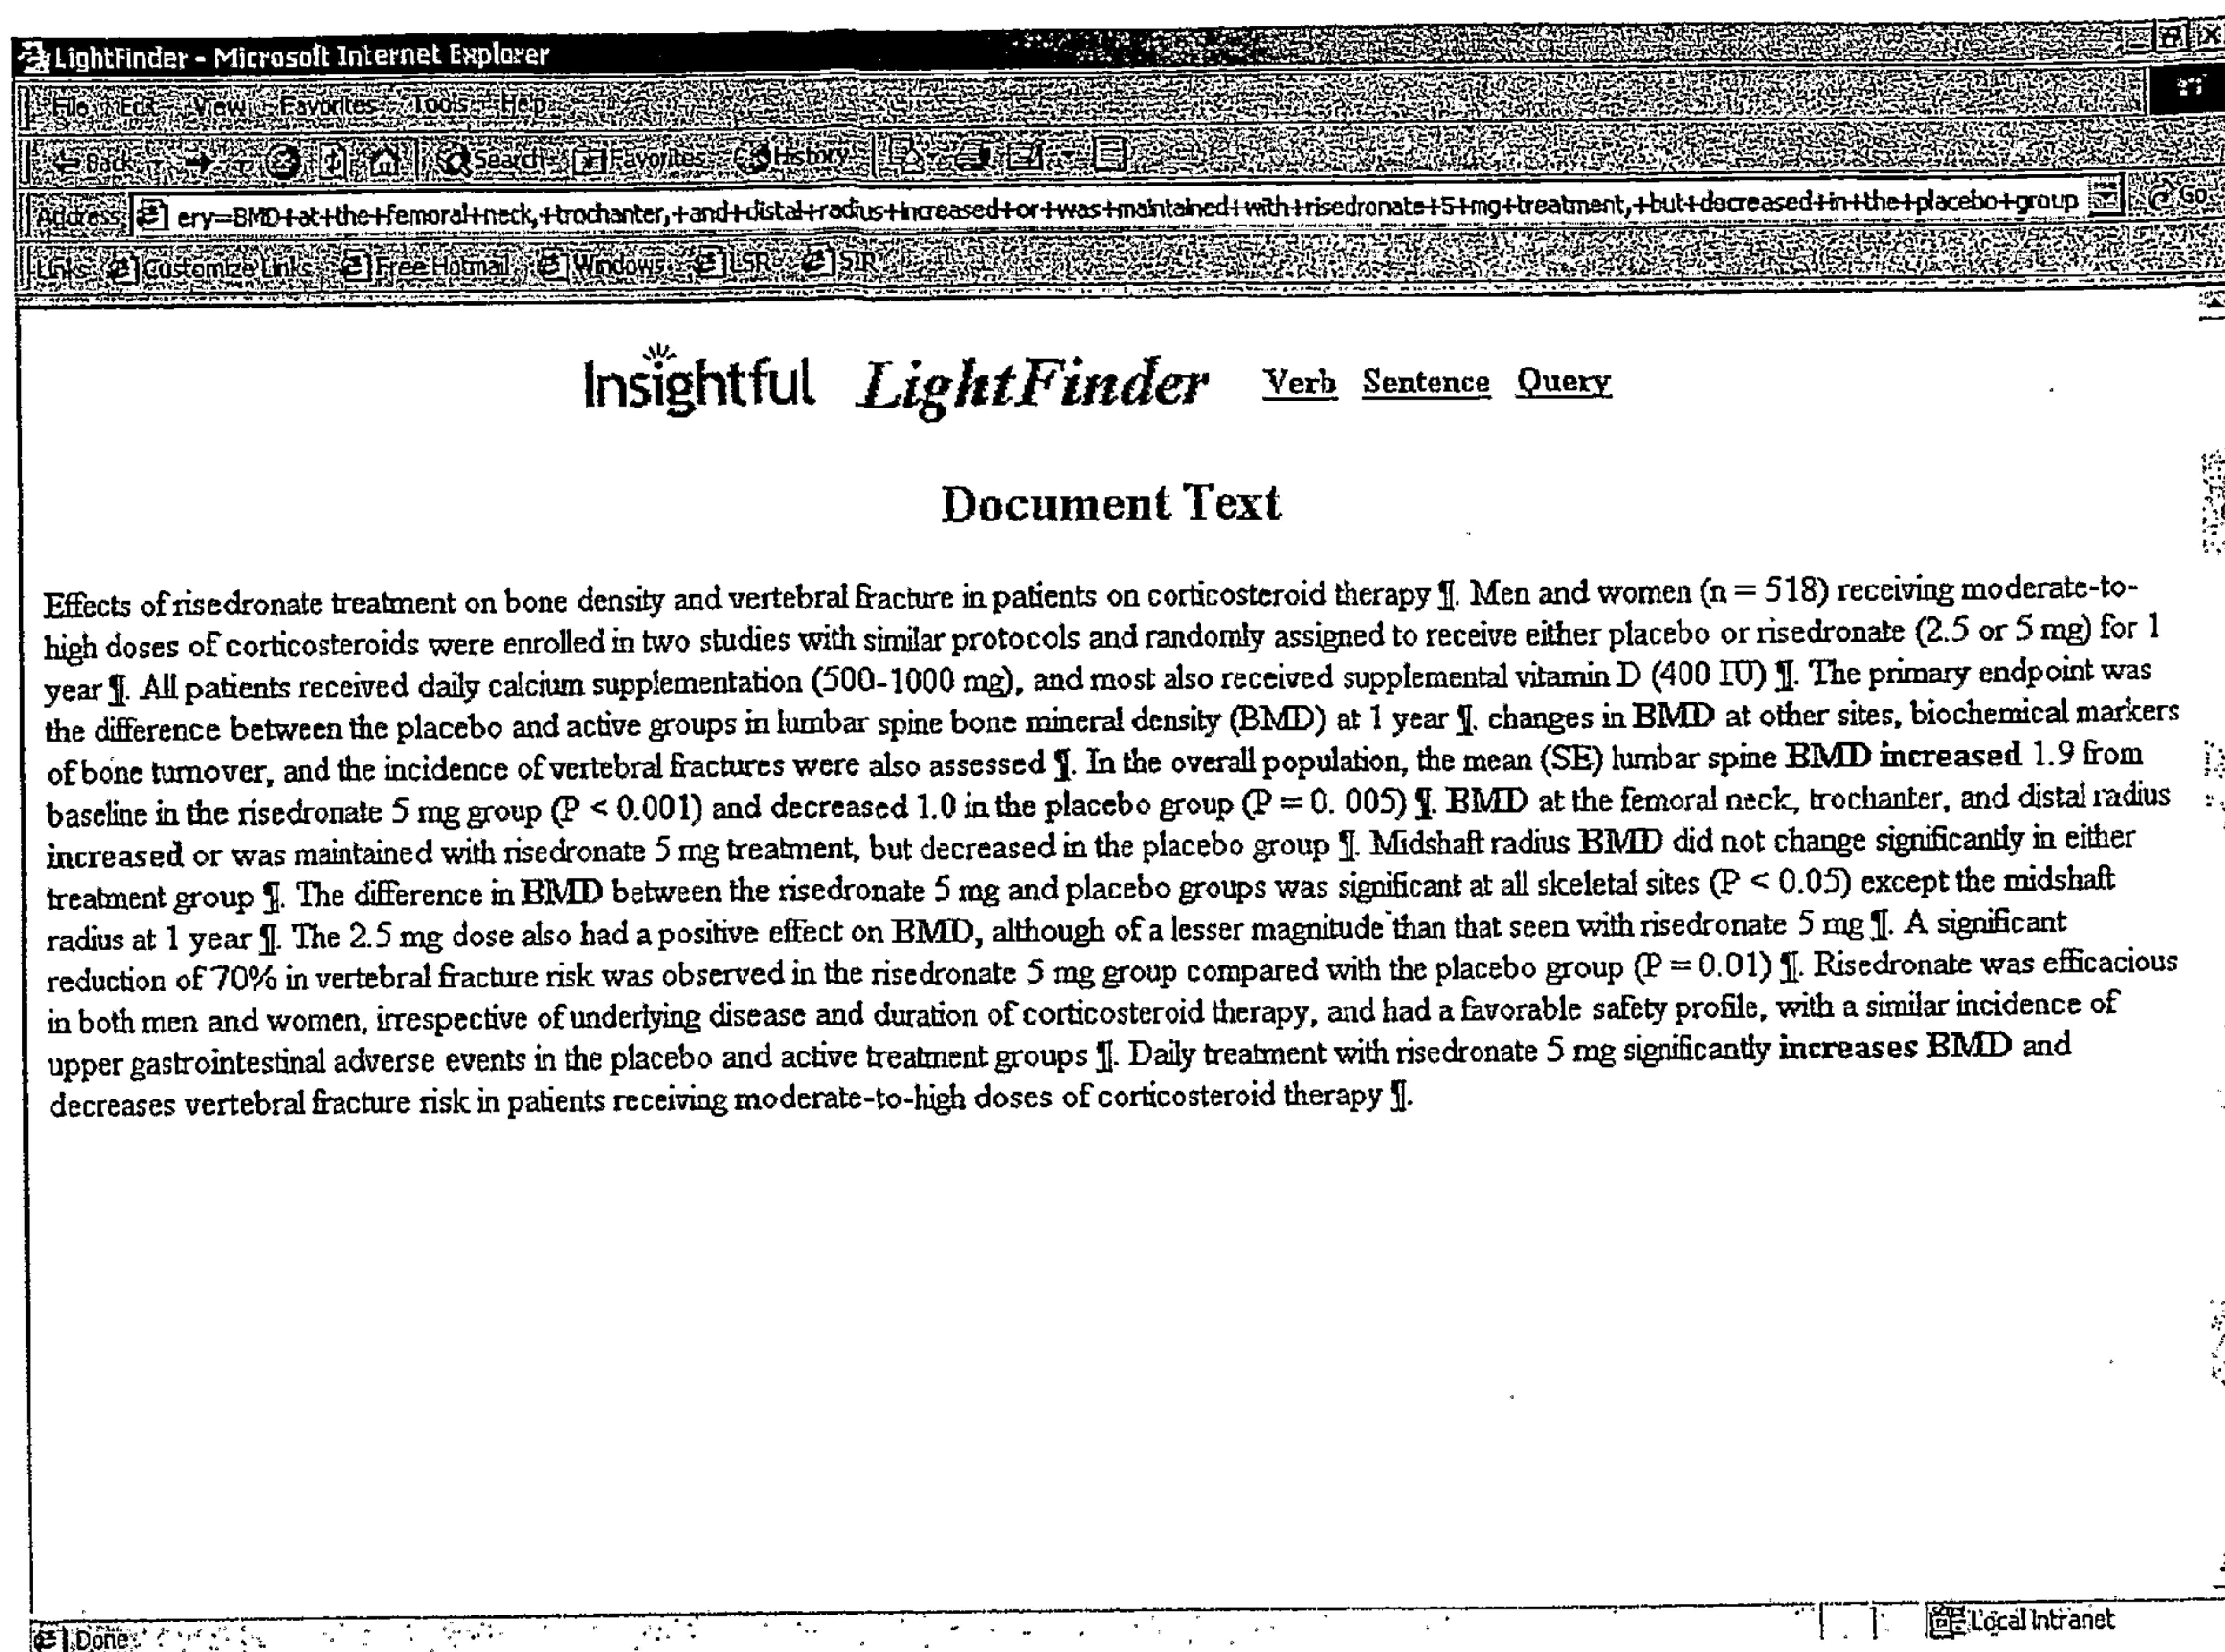 LightFinder - Microsoft Internet Explorer
File Edit View Favorites Tools Help
Back Search Favorites History
Address ery=BMD+at+the+femoral+neck,+trochanter,+and+distal+radius+increased+or+was+maintained+with+risedronate+5+mg+treatment,+but+decreased+in+the+placebo+group Go
Links Customize Links Free Hotmail Windows LSR SIR
Insightful LightFinder Verb Sentence Query
Document Text
Effects of risedronate treatment on bone density and vertebral fracture in patients on corticosteroid therapy ¶. Men and women (n = 518) receiving moderate-to-
high doses of corticosteroids were enrolled in two studies with similar protocols and randomly assigned to receive either placebo or risedronate (2.5 or 5 mg) for 1
year ¶. All patients received daily calcium supplementation (500-1000 mg), and most also received supplemental vitamin D (400 IU) ¶. The primary endpoint was
the difference between the placebo and active groups in lumbar spine bone mineral density (BMD) at 1 year ¶. changes in BMD at other sites, biochemical markers
of bone turnover, and the incidence of vertebral fractures were also assessed ¶. In the overall population, the mean (SE) lumbar spine BMD increased 1.9 from
baseline in the risedronate 5 mg group (P < 0.001) and decreased 1.0 in the placebo group (P = 0. 005) ¶. BMD at the femoral neck, trochanter, and distal radius
increased or was maintained with risedronate 5 mg treatment, but decreased in the placebo group ¶. Midshaft radius BMD did not change significantly in either
treatment group ¶. The difference in BMD between the risedronate 5 mg and placebo groups was significant at all skeletal sites (P < 0.05) except the midshaft
radius at 1 year ¶. The 2.5 mg dose also had a positive effect on BMD, although of a lesser magnitude than that seen with risedronate 5 mg ¶. A significant
reduction of 70% in vertebral fracture risk was observed in the risedronate 5 mg group compared with the placebo group (P = 0.01) ¶. Risedronate was efficacious
in both men and women, irrespective of underlying disease and duration of corticosteroid therapy, and had a favorable safety profile, with a similar incidence of
upper gastrointestinal adverse events in the placebo and active treatment groups ¶. Daily treatment with risedronate 5 mg significantly increases BMD and
decreases vertebral fracture risk in patients receiving moderate-to-high doses of corticosteroid therapy ¶.
Done Local intranet